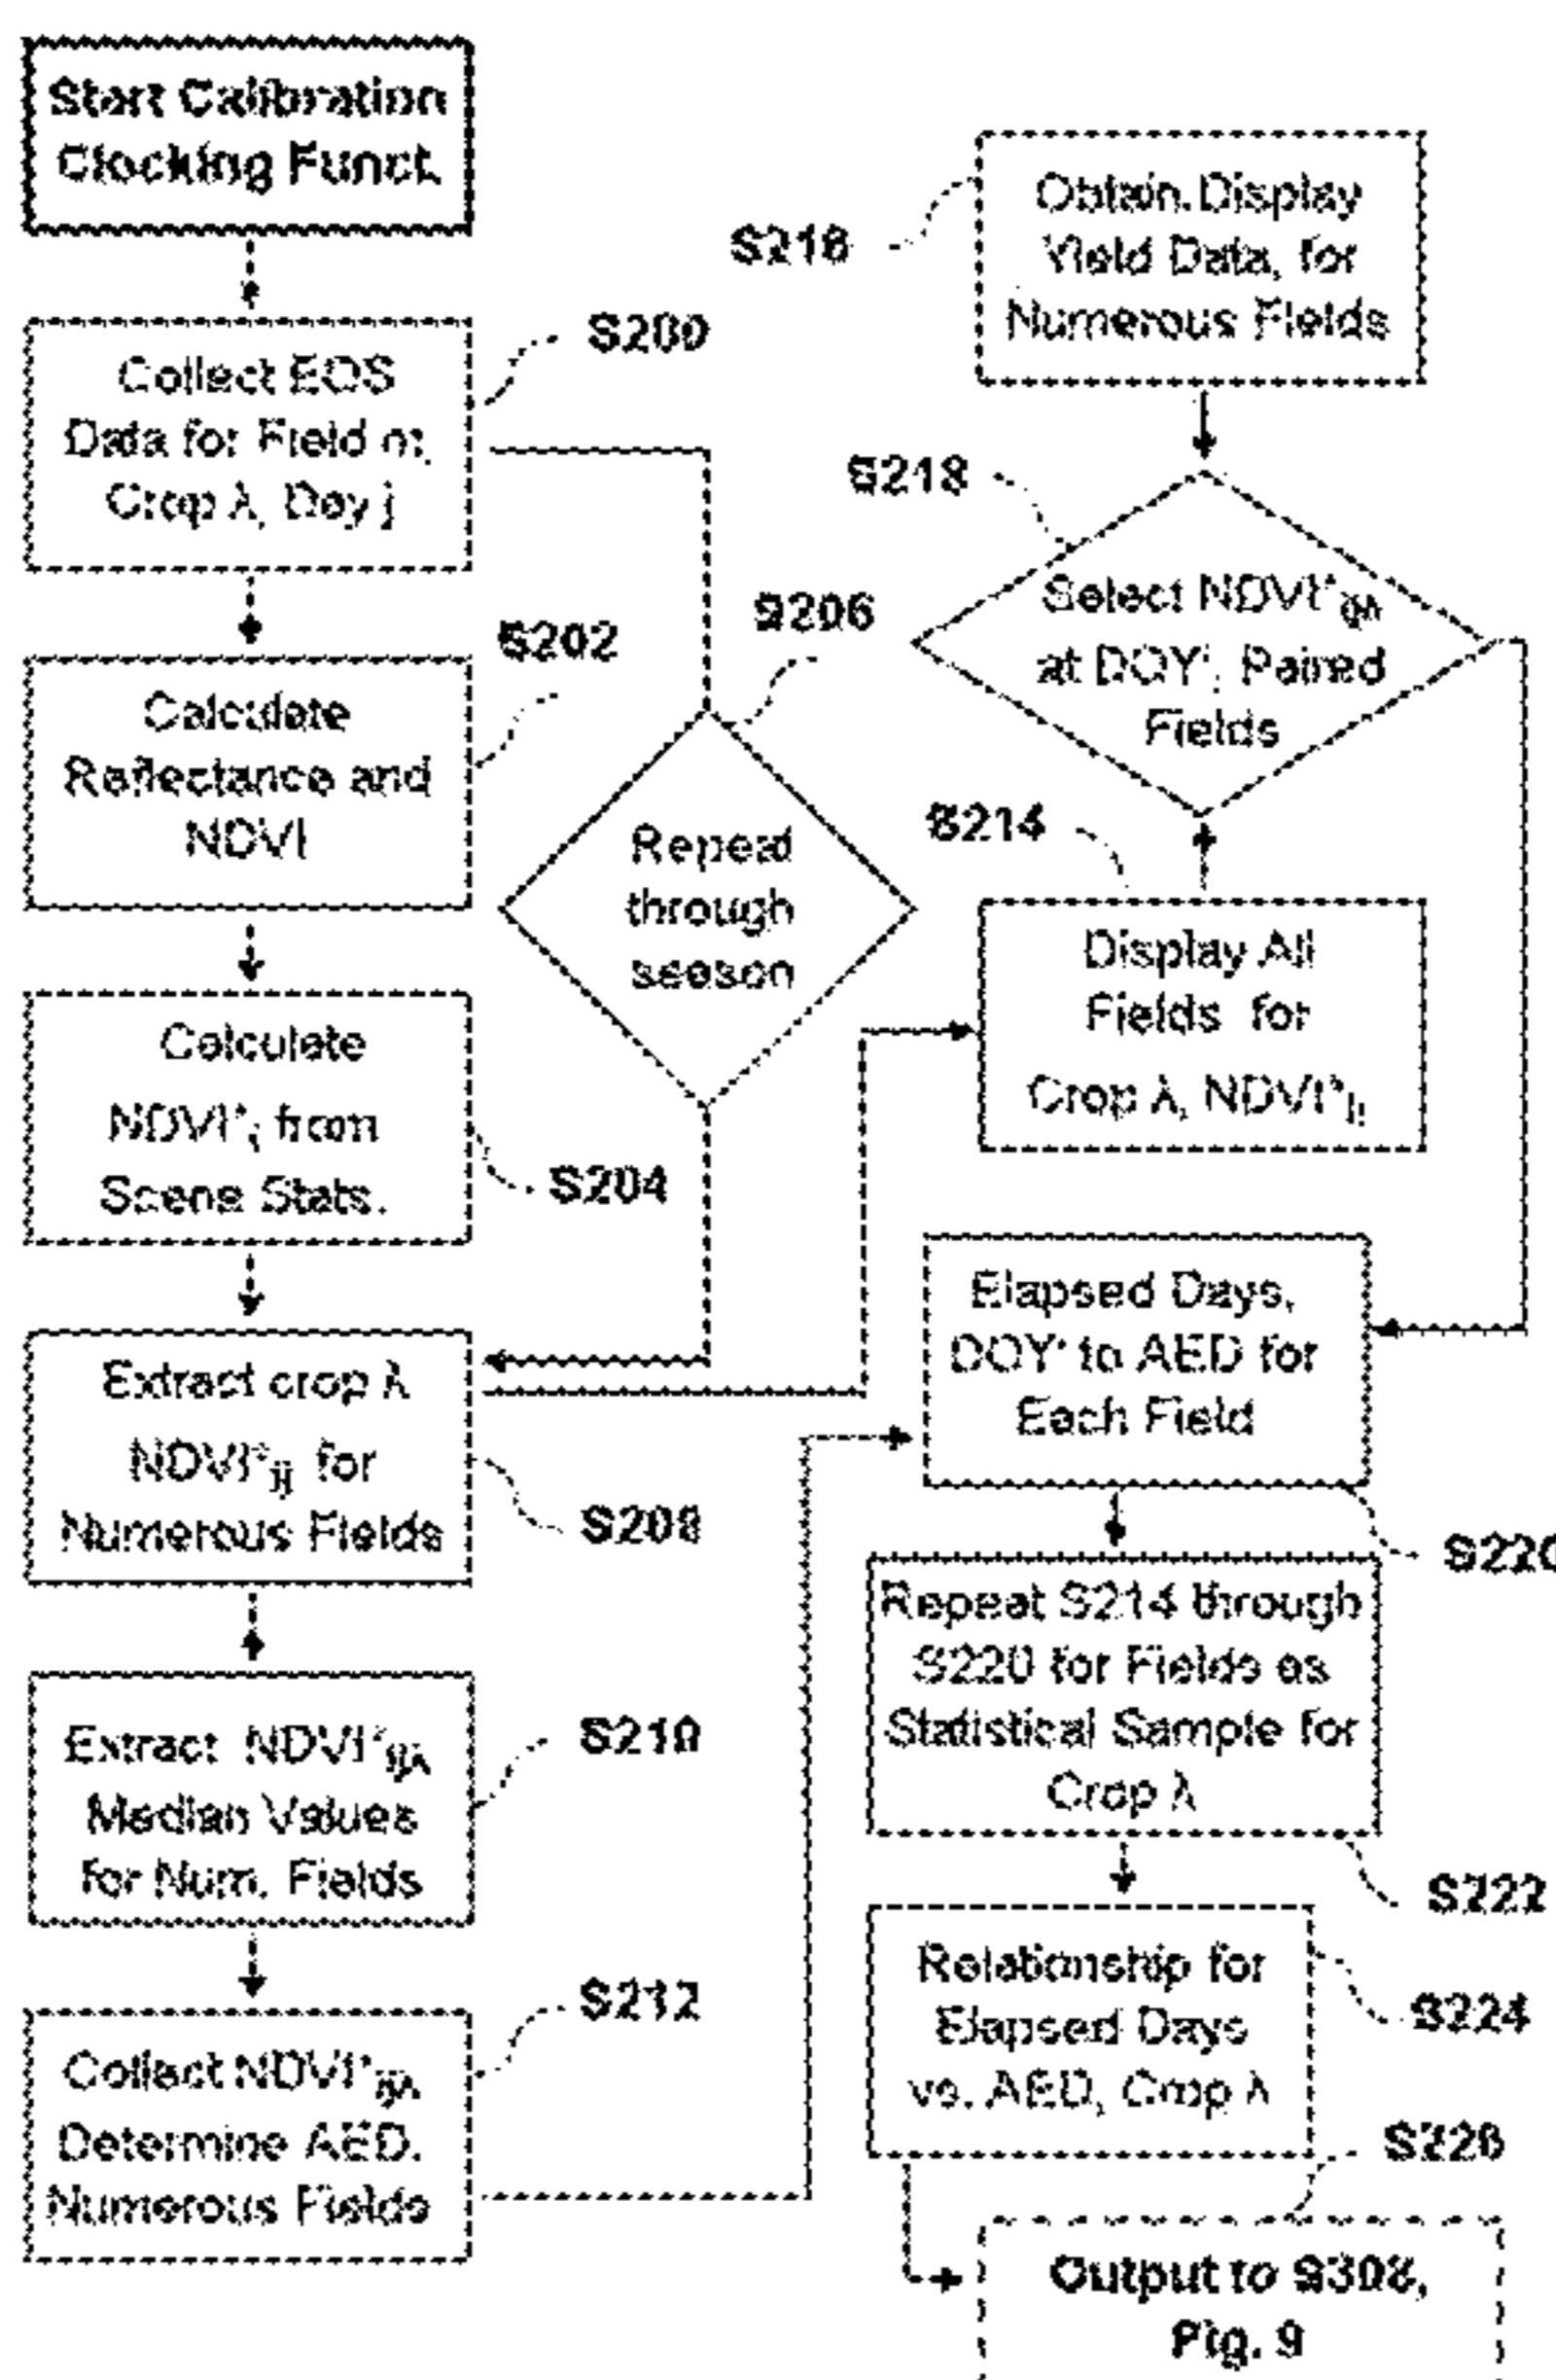 Start Calibration
Clocking Funct.
S200
Collect EOS
Data for Field
Crop λ, Day j
S202
Calculate
Reflectance and
NDVI
S204
Calculate
NDVI*i from
Scene Stats.
S206
Repeat
through
season
S208
Extract crop λ
NDVI*ij for
Numerous Fields
S210
Extract NDVI*ijλ
Median Values
for Num. Fields
S212
Collect NDVI*ijλ
Determine AED.
Numerous Fields
S216
Obtain, Display
Yield Data, for
Numerous Fields
S218
Select NDVI*ijλ
at DOY'; Paired
Fields
S214
Display All
Fields for
Crop λ, NDVI*ij
Elapsed Days,
DOY' to AED for
Each Field
S220
Repeat S214 through
S220 for Fields as
Statistical Sample for
Crop λ
S222
Relationship for
Elapsed Days
vs. AED, Crop λ
S224
S226
Output to S308,
Fig. 9